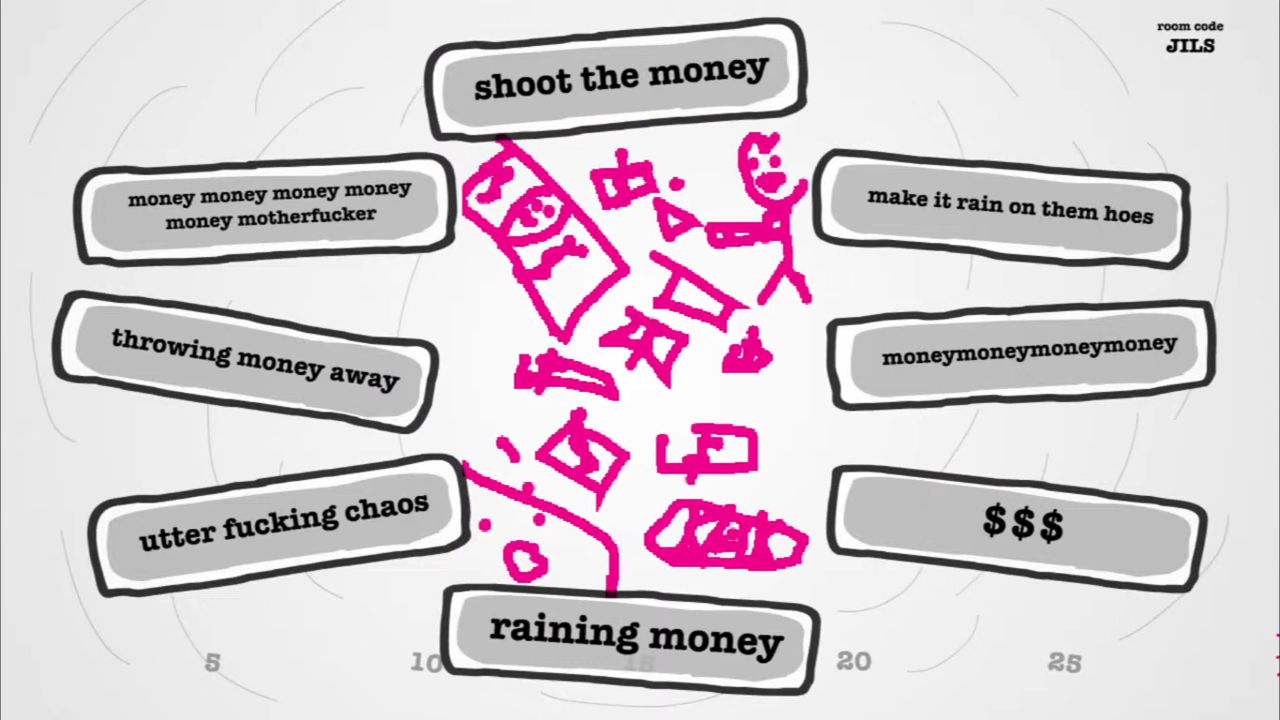 room code
JILS
shoot the money
money money money money
money motherfucker
make it rain on them hoes
throwing money away
moneymoneymoneymoney
utter fucking chaos
$$$
raining money
5
10
15
20
25